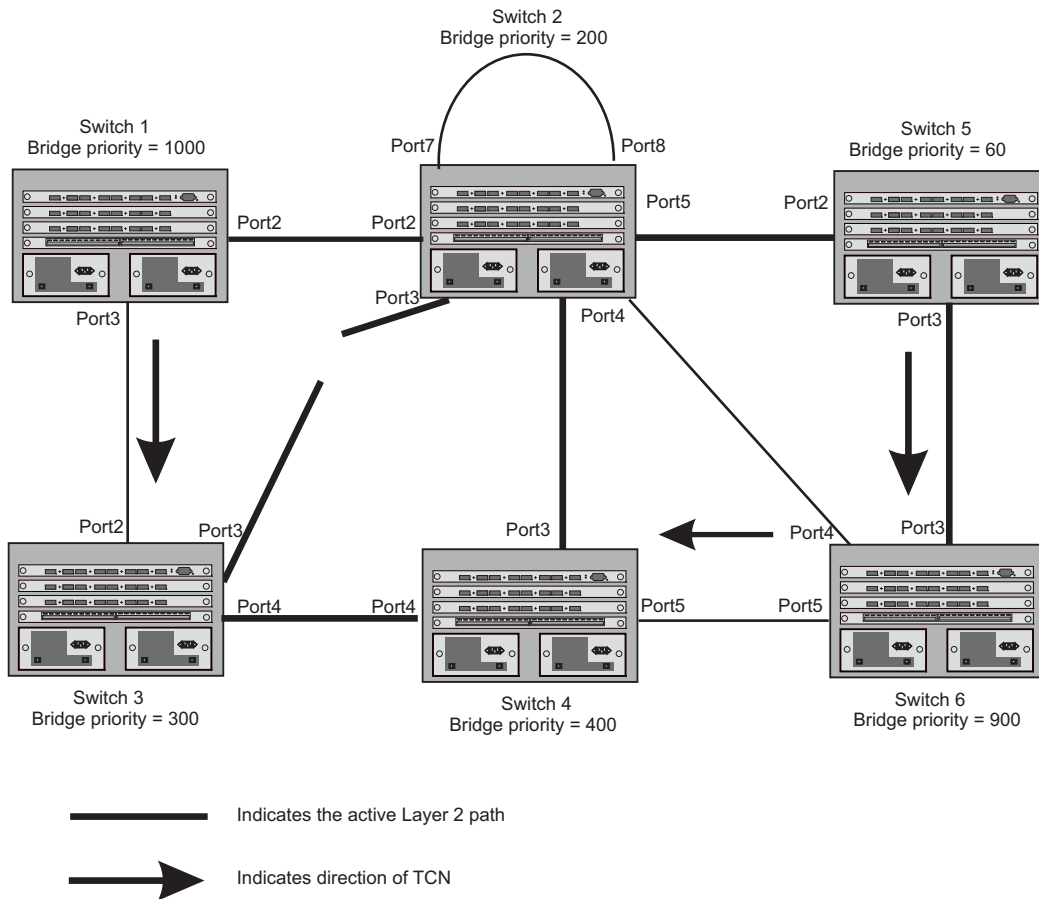 Switch 2
Bridge priority = 200
Switch 1
Bridge priority = 1000
Port7
Port8
Switch 5
Bridge priority = 60
Port2
Port2
Port5
Port2
Port3
Port3
Port4
Port3
Port2
Port3
Port3
Port4
Port3
Port4
Port4
Port5
Port5
Switch 3
Bridge priority = 300
Switch 4
Bridge priority = 400
Switch 6
Bridge priority = 900
Indicates the active Layer 2 path
Indicates direction of TCN